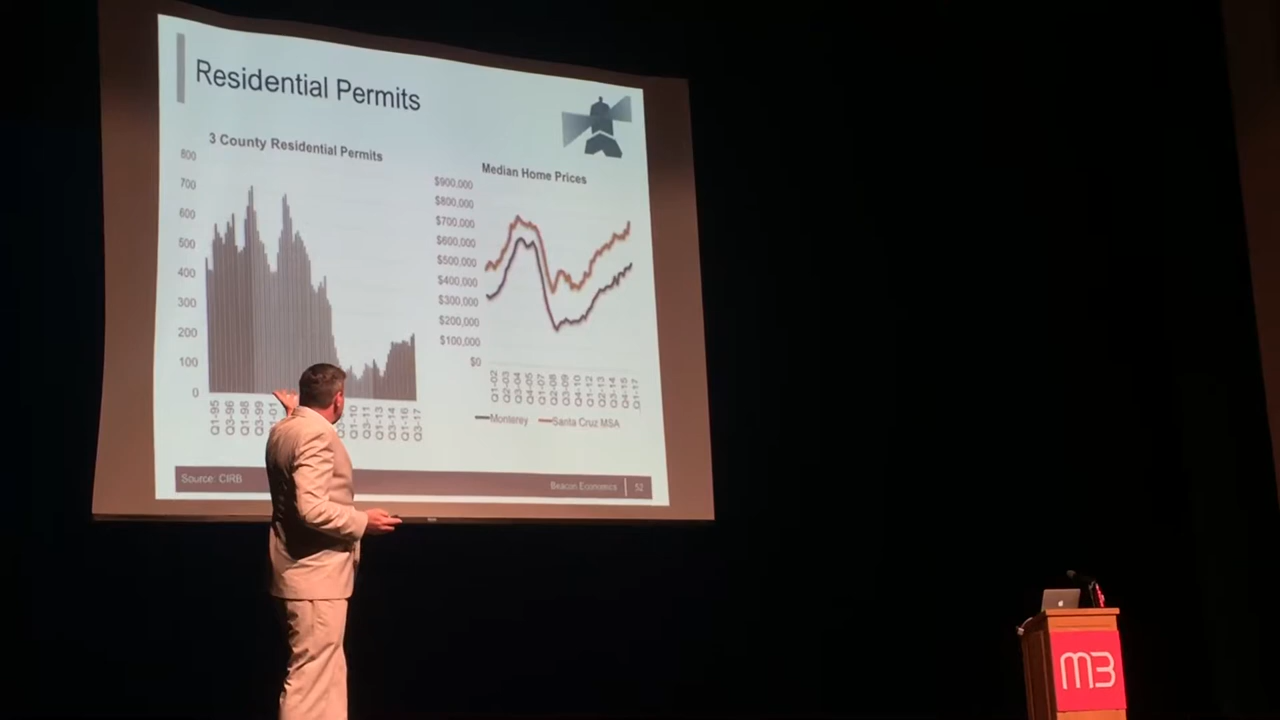 Residential Permits
3 County Residential Permits
800
700
600
500
400
300
200
100
0
Q1-95
Q3-96
Q1-98
Q3-99
Q1-01
Q1-10
Q3-11
Q1-13
Q3-14
Q1-16
Q3-17
Median Home Prices
$900,000
$800,000
$700,000
$600,000
$500,000
$400,000
$300,000
$200,000
$100,000
$0
Q1-02
Q2-03
Q3-04
Q4-05
Q1-07
Q2-08
Q3-09
Q4-10
Q1-12
Q2-13
Q3-14
Q4-15
Q1-17
Monterey
Santa Cruz MSA
Source: CIRB
Beacon Economics
52
M3